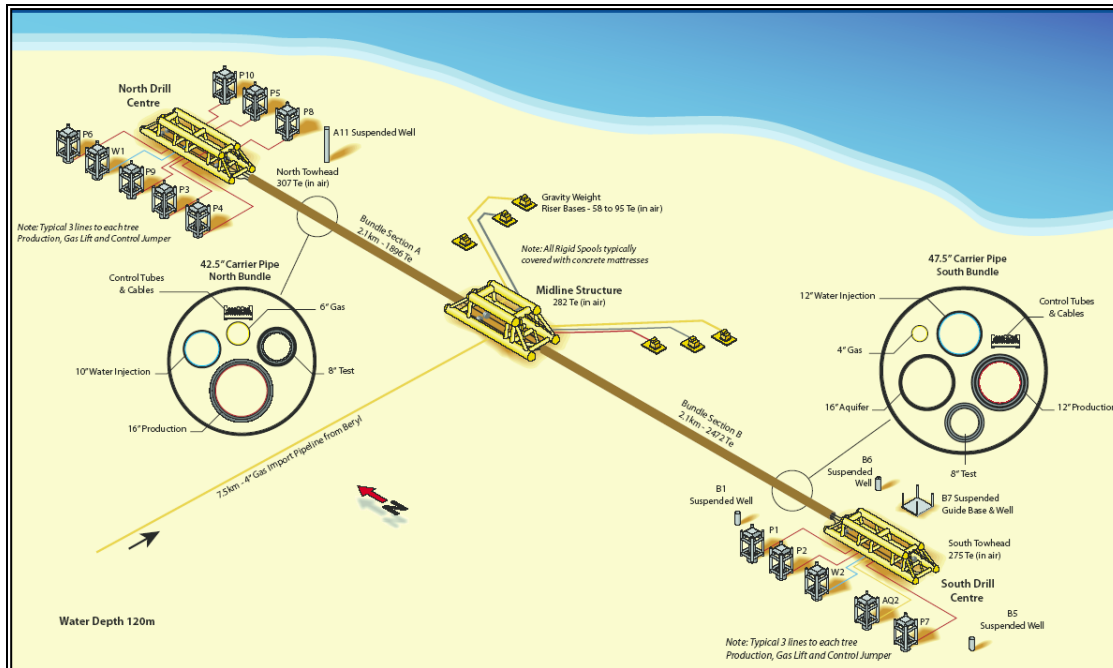 North Drill
Centre
P10
P5
P8
A11 Suspended Well
P6
W1
P9
P3
P4
North Towhead
307 Te (in air)
Note: Typical 3 lines to each tree
Production, Gas Lift and Control Jumper
Bundle Section A
2.1km - 1896 Te
Gravity Weight
Riser Bases - 58 to 95 Te (in air)
Note: All Rigid Spools typically
covered with concrete mattresses
Midline Structure
282 Te (in air)
42.5" Carrier Pipe
North Bundle
Control Tubes
& Cables
6" Gas
10" Water Injection
8" Test
16" Production
47.5" Carrier Pipe
South Bundle
12" Water Injection
Control Tubes
& Cables
4" Gas
16" Aquifer
12" Production
8" Test
7.5km - 4" Gas Import Pipeline from Beryl
N
Bundle Section B
2.1km - 2472 Te
B6
Suspended
Well
B7 Suspended
Guide Base & Well
B1
Suspended Well
P1
P2
W2
AQ2
P7
South Towhead
275 Te (in air)
South Drill
Centre
B5
Suspended Well
Note: Typical 3 lines to each tree
Production, Gas Lift and Control Jumper
Water Depth 120m